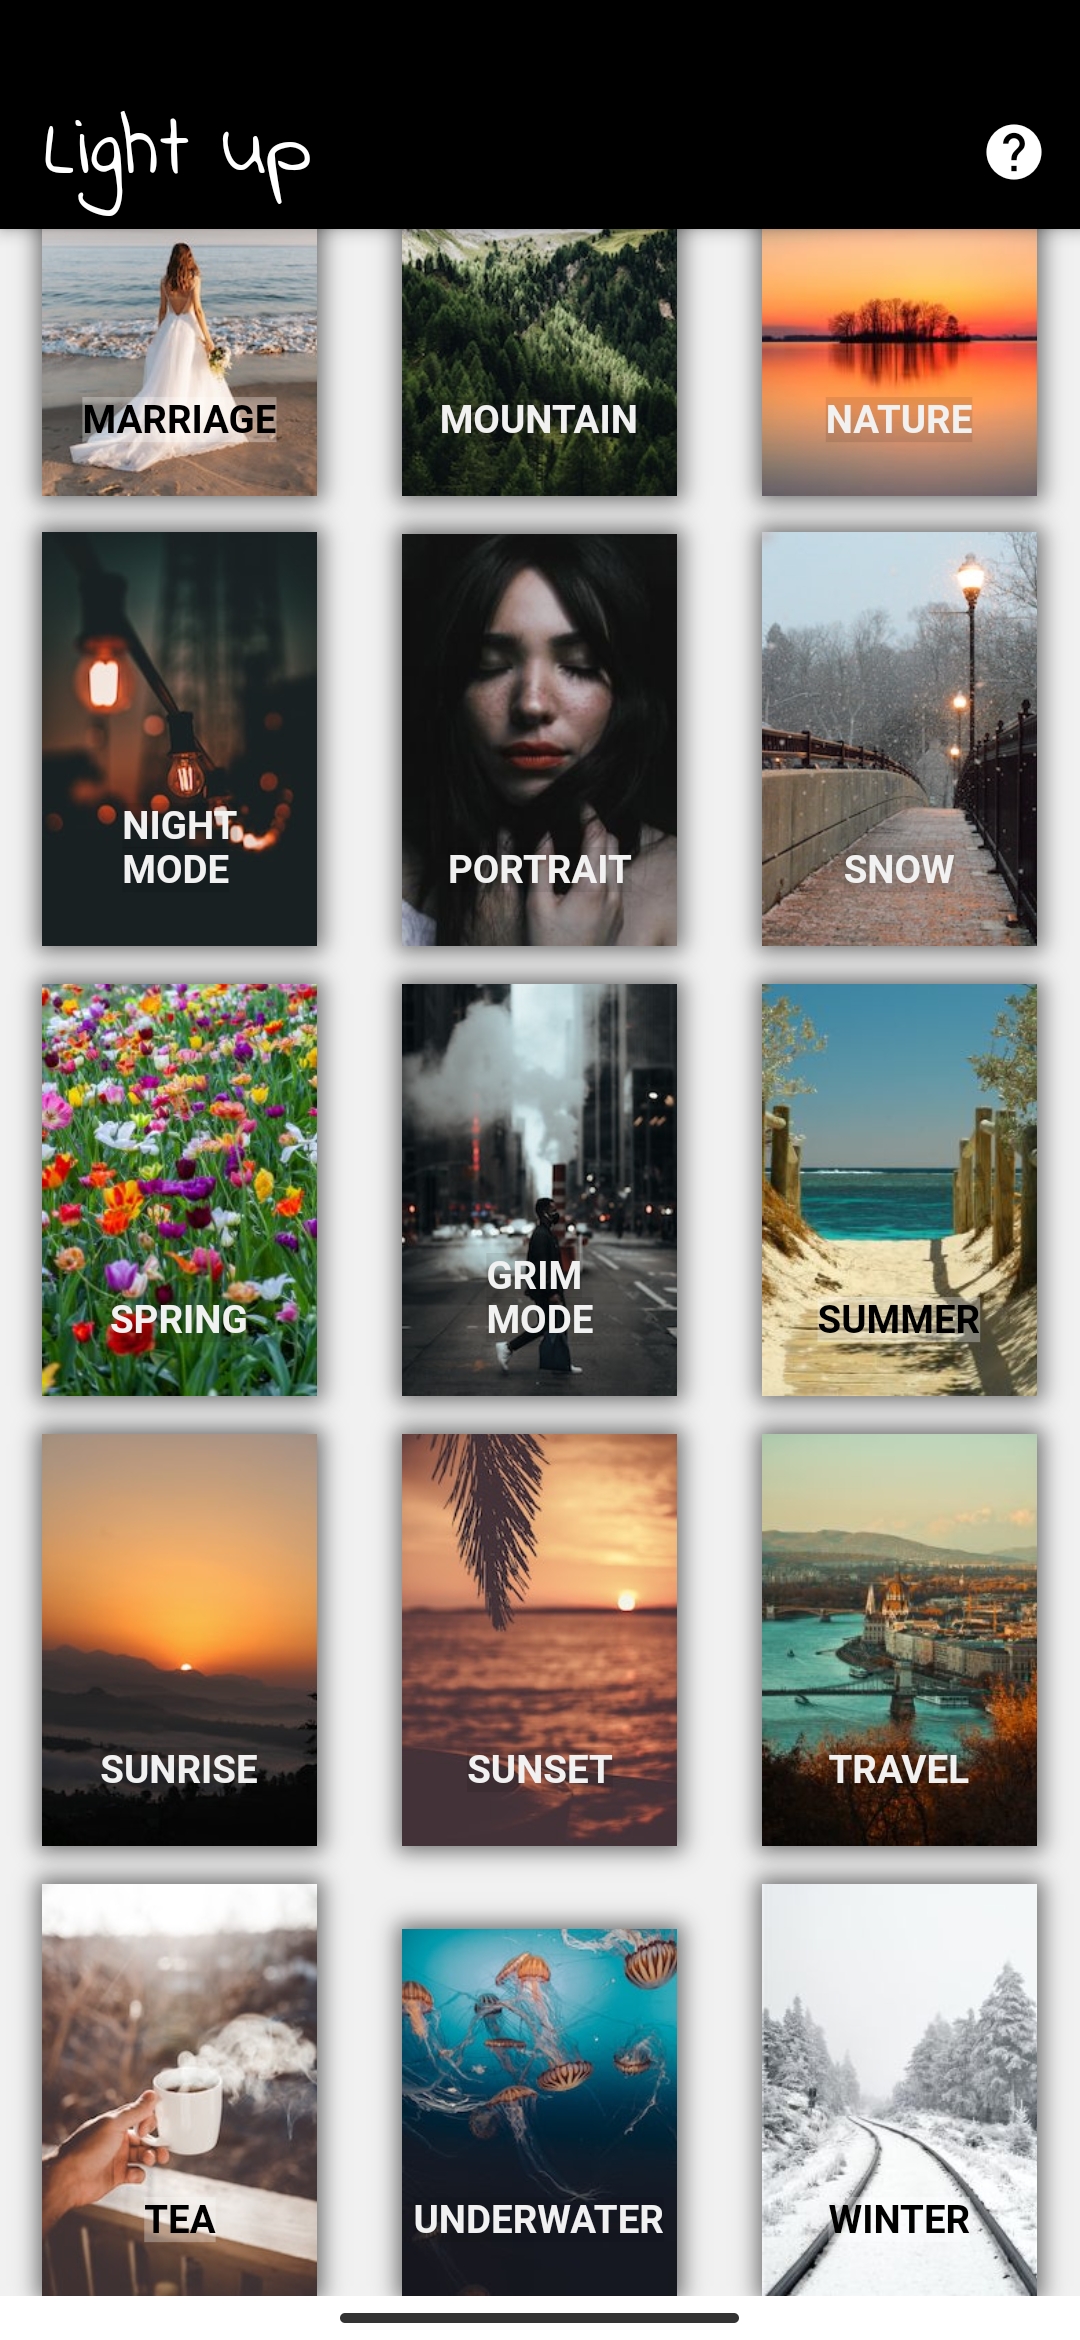 Light up
?
MARRIAGE
MOUNTAIN
NATURE
NIGHT
MODE
PORTRAIT
SNOW
SPRING
GRIM
MODE
SUMMER
SUNRISE
SUNSET
TRAVEL
TEA
UNDERWATER
WINTER